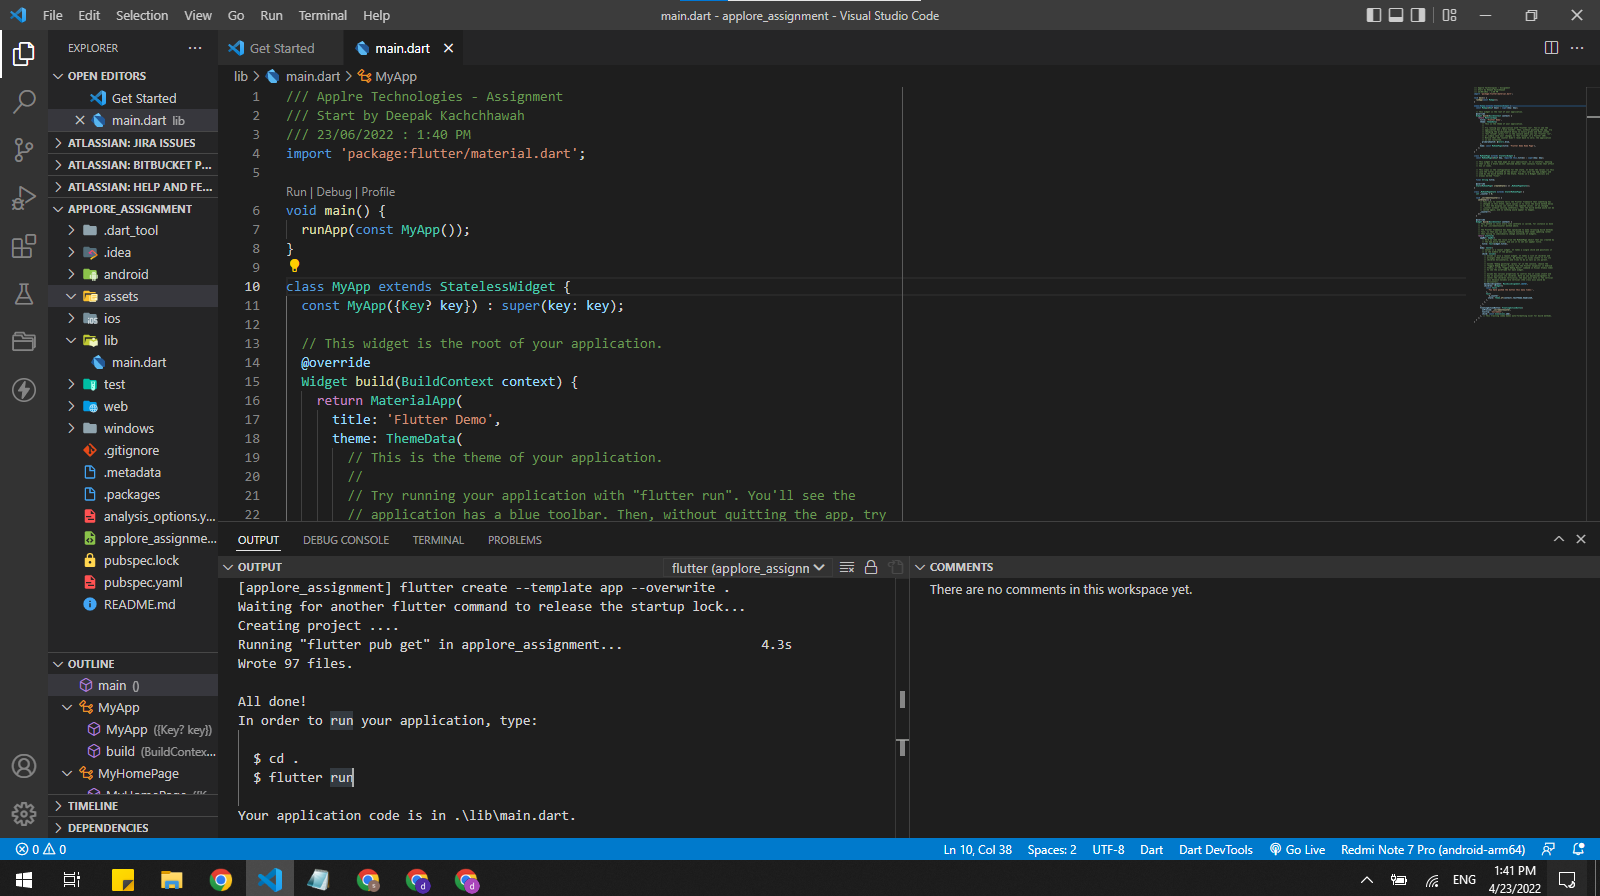 File Edit Selection View Go Run Terminal Help
main.dart - applore_assignment - Visual Studio Code
EXPLORER
OPEN EDITORS
Get Started
main.dart lib
ATLASSIAN: JIRA ISSUES
ATLASSIAN: BITBUCKET P...
ATLASSIAN: HELP AND FE...
APPLORE_ASSIGNMENT
.dart_tool
.idea
android
assets
ios
lib
main.dart
test
web
windows
.gitignore
.metadata
.packages
analysis_options.y...
applore_assignme...
pubspec.lock
pubspec.yaml
README.md
OUTLINE
main ()
MyApp
MyApp ({Key? key})
build (BuildContex...
MyHomePage
MyHomePage ({K...
TIMELINE
DEPENDENCIES
Get Started
main.dart
lib > main.dart > MyApp
1 /// Applre Technologies - Assignment
2 /// Start by Deepak Kachchhawah
3 /// 23/06/2022 : 1:40 PM
4 import 'package:flutter/material.dart';
5
Run | Debug | Profile
6 void main() {
7 runApp(const MyApp());
8 }
9
10 class MyApp extends StatelessWidget {
11 const MyApp({Key? key}) : super(key: key);
12
13 // This widget is the root of your application.
14 @override
15 Widget build(BuildContext context) {
16 return MaterialApp(
17 title: 'Flutter Demo',
18 theme: ThemeData(
19 // This is the theme of your application.
20 //
21 // Try running your application with "flutter run". You'll see the
22 // application has a blue toolbar. Then, without quitting the app, try
OUTPUT DEBUG CONSOLE TERMINAL PROBLEMS
OUTPUT
flutter (applore_assignn
[applore_assignment] flutter create --template app --overwrite .
Waiting for another flutter command to release the startup lock...
Creating project ....
Running "flutter pub get" in applore_assignment... 4.3s
Wrote 97 files.
All done!
In order to run your application, type:
$ cd .
$ flutter run
Your application code is in .\lib\main.dart.
COMMENTS
There are no comments in this workspace yet.
0 0
Ln 10, Col 38 Spaces: 2 UTF-8 Dart Dart DevTools Go Live Redmi Note 7 Pro (android-arm64)
ENG
1:41 PM
4/23/2022